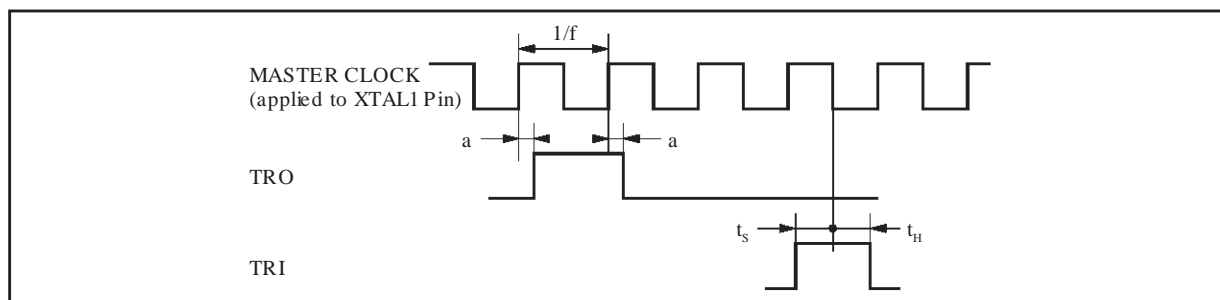 1/f
MASTER CLOCK
(applied to XTAL1 Pin)
a a
TRO
tS tH
TRI